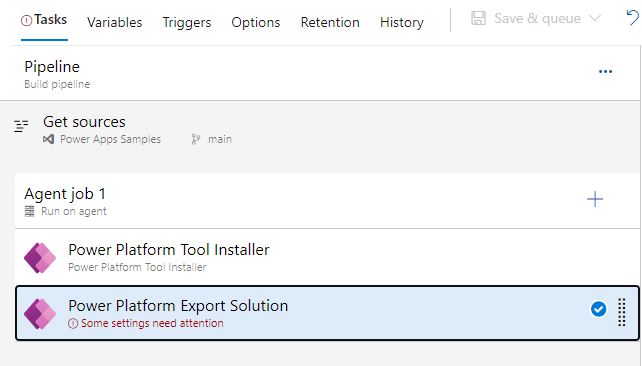 Tasks Variables Triggers Options Retention History Save & queue
Pipeline
Build pipeline
Get sources
Power Apps Samples main
Agent job 1
Run on agent
Power Platform Tool Installer
Power Platform Tool Installer
Power Platform Export Solution
Some settings need attention